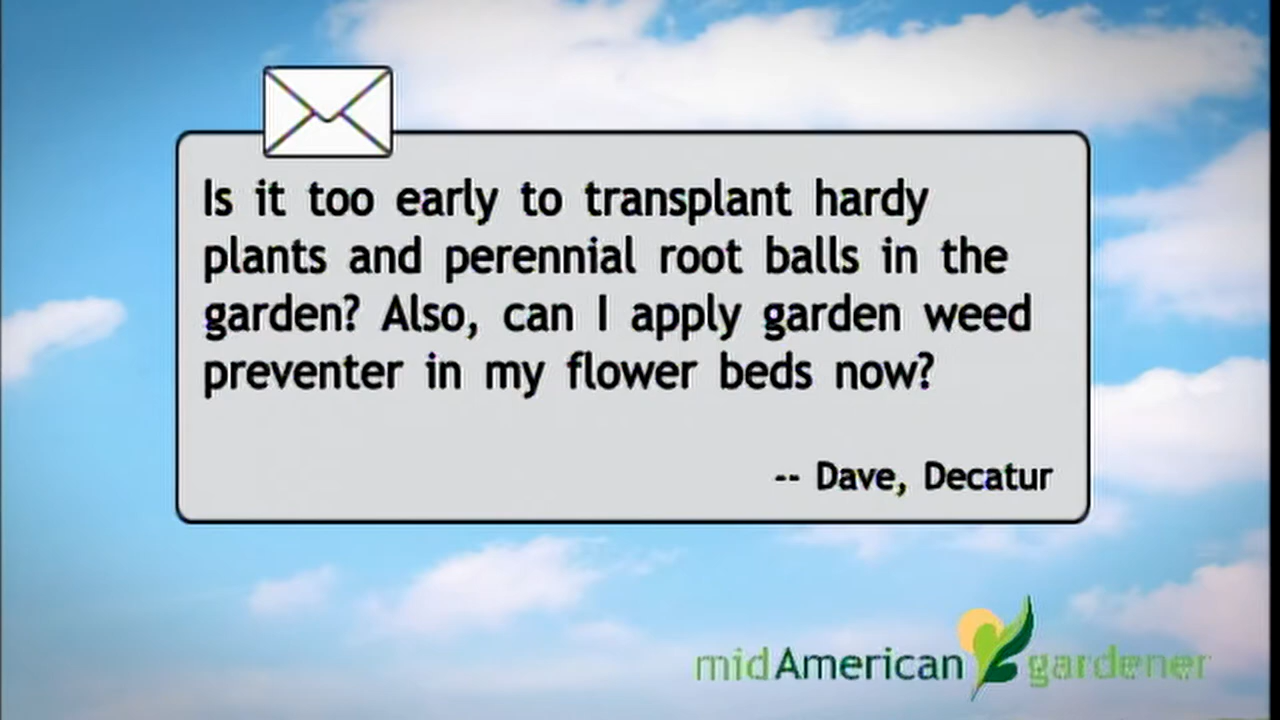 Is it too early to transplant hardy
plants and perennial root balls in the
garden? Also, can I apply garden weed
preventer in my flower beds now?
-- Dave, Decatur
midAmerican gardener